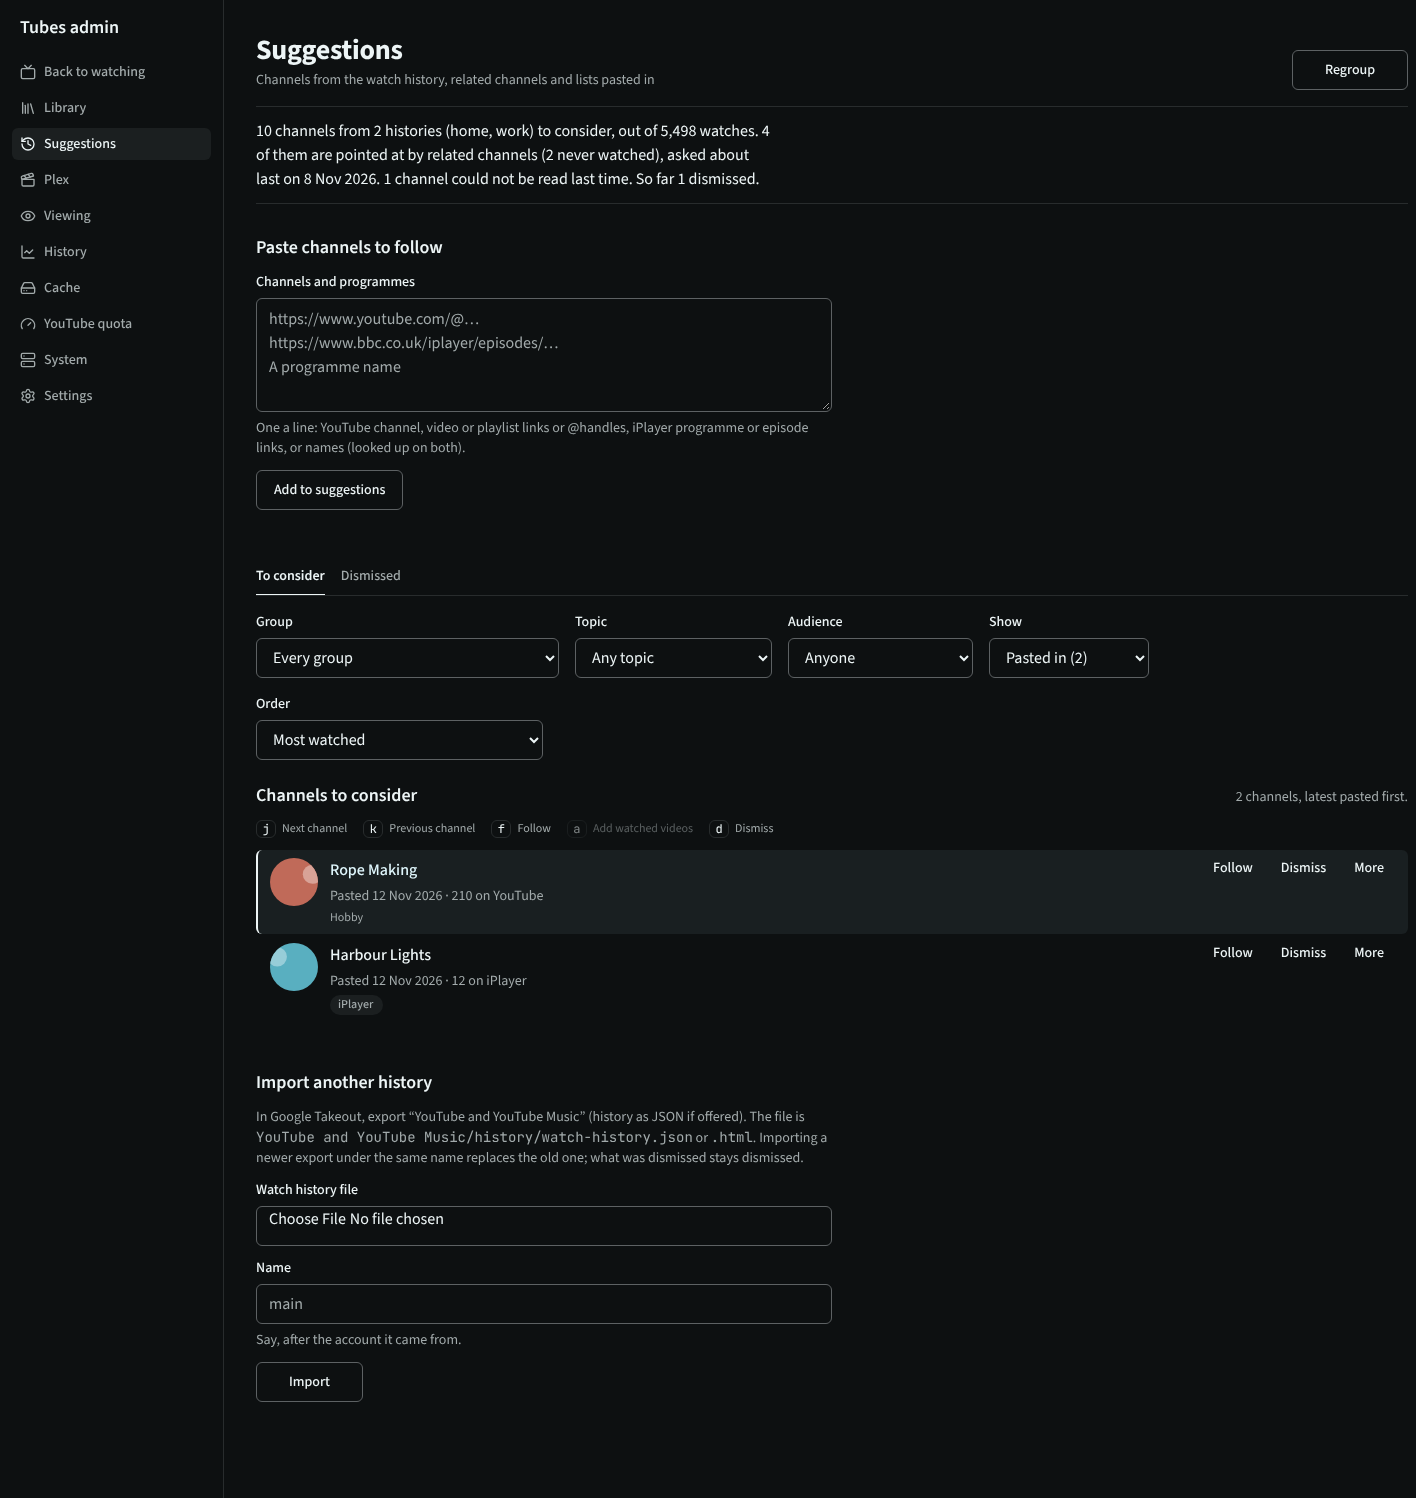 Tubes admin
Back to watching
Library
Suggestions
Plex
Viewing
History
Cache
YouTube quota
System
Settings
Suggestions
Channels from the watch history, related channels and lists pasted in
Regroup
10 channels from 2 histories (home, work) to consider, out of 5,498 watches. 4
of them are pointed at by related channels (2 never watched), asked about
last on 8 Nov 2026. 1 channel could not be read last time. So far 1 dismissed.
Paste channels to follow
Channels and programmes
https://www.youtube.com/@…
https://www.bbc.co.uk/iplayer/episodes/…
A programme name
One a line: YouTube channel, video or playlist links or @handles, iPlayer programme or episode
links, or names (looked up on both).
Add to suggestions
To consider Dismissed
Group Topic Audience Show
Every group Any topic Anyone Pasted in (2)
Order
Most watched
Channels to consider
2 channels, latest pasted first.
j Next channel k Previous channel f Follow a Add watched videos d Dismiss
Rope Making
Follow Dismiss More
Pasted 12 Nov 2026 · 210 on YouTube
Hobby
Harbour Lights
Follow Dismiss More
Pasted 12 Nov 2026 · 12 on iPlayer
iPlayer
Import another history
In Google Takeout, export “YouTube and YouTube Music” (history as JSON if offered). The file is
YouTube and YouTube Music/history/watch-history.json or .html. Importing a
newer export under the same name replaces the old one; what was dismissed stays dismissed.
Watch history file
Choose File No file chosen
Name
main
Say, after the account it came from.
Import